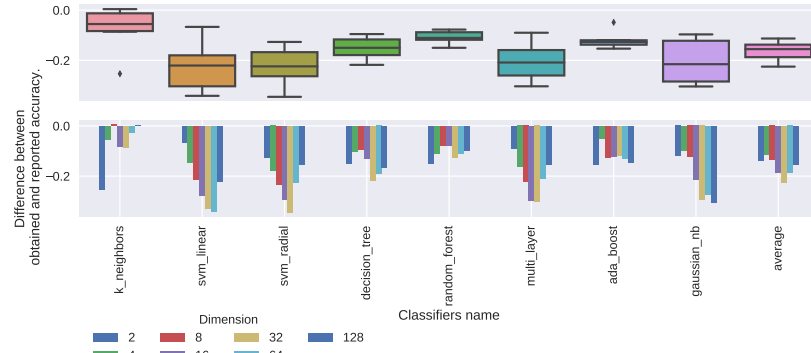 0.0
−0.2
0.0
−0.2
Difference between
obtained and reported accuracy.
k_neighbors
svm_linear
svm_radial
decision_tree
random_forest
multi_layer
ada_boost
gaussian_nb
average
Classifiers name
Dimension
2
8
32
128